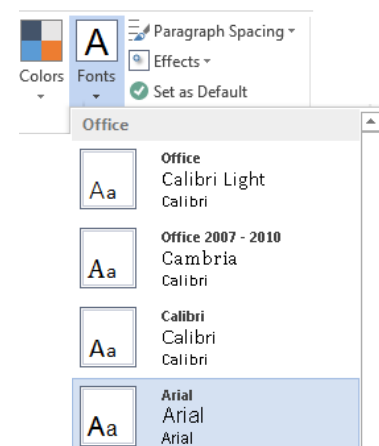 A
Paragraph Spacing
Effects
Colors
Fonts
Set as Default
Office
Aa
Office
Calibri Light
Calibri
Aa
Office 2007 - 2010
Cambria
Calibri
Aa
Calibri
Calibri
Calibri
Aa
Arial
Arial
Arial